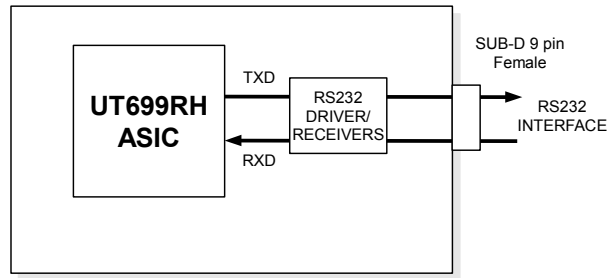 SUB-D 9 pin
Female
TXD
UT699RH
ASIC
RS232
DRIVER/
RECEIVERS
RS232
INTERFACE
RXD